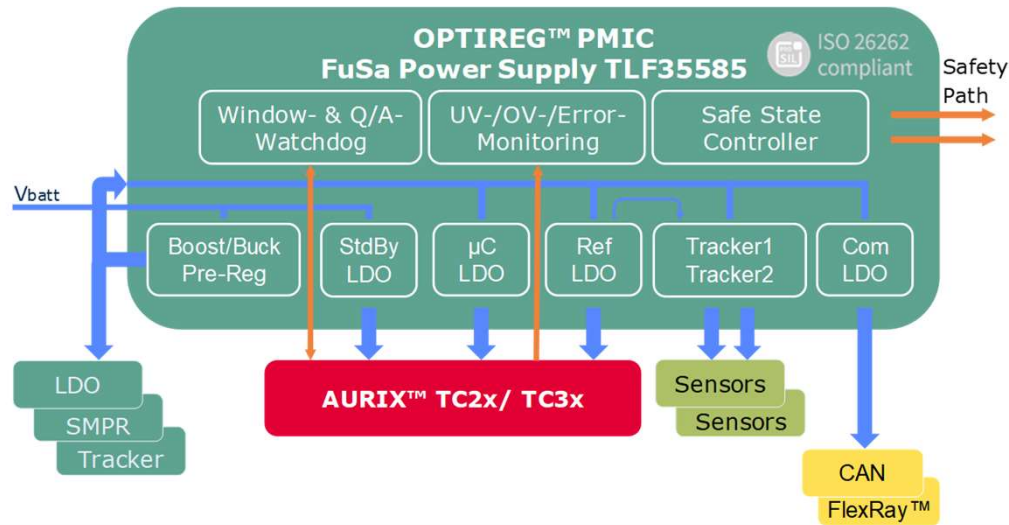 OPTIREG™ PMIC
FuSa Power Supply TLF35585
ISO 26262
compliant
SIL
Safety
Path
Window- & Q/A-
Watchdog
UV-/OV-/Error-
Monitoring
Safe State
Controller
Vbatt
Boost/Buck
Pre-Reg
StdBy
LDO
µC
LDO
Ref
LDO
Tracker1
Tracker2
Com
LDO
LDO
SMPR
Tracker
AURIX™ TC2x/ TC3x
Sensors
Sensors
CAN
FlexRay™